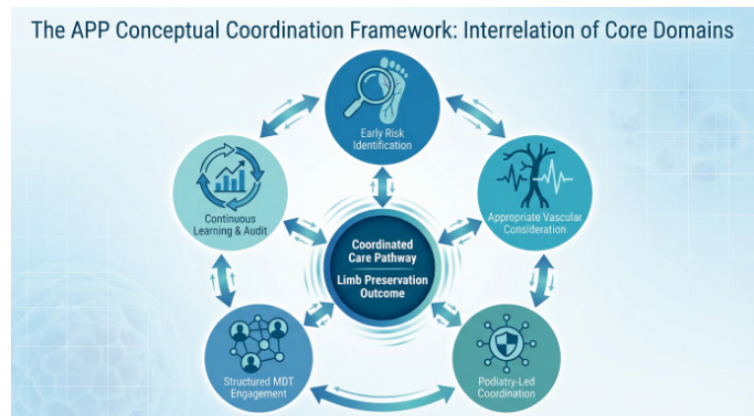 The APP Conceptual Coordination Framework: Interrelation of Core Domains
Early Risk
Identification
Continuous
Learning & Audit
Appropriate Vascular
Consideration
Coordinated
Care Pathway
Limb Preservation
Outcome
Structured MDT
Engagement
Podiatry-Led
Coordination